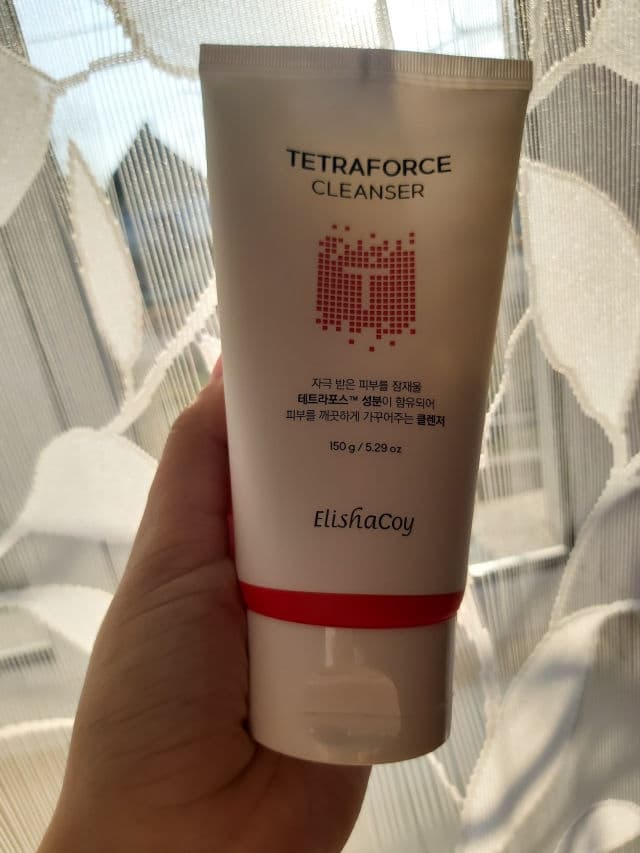 TETRAFORCE
CLEANSER
T
자극 받은 피부를 잠재울
테트라포스™ 성분이 함유되어
피부를 깨끗하게 가꾸어주는 클렌저
150 g / 5.29 oz
ElishaCoy